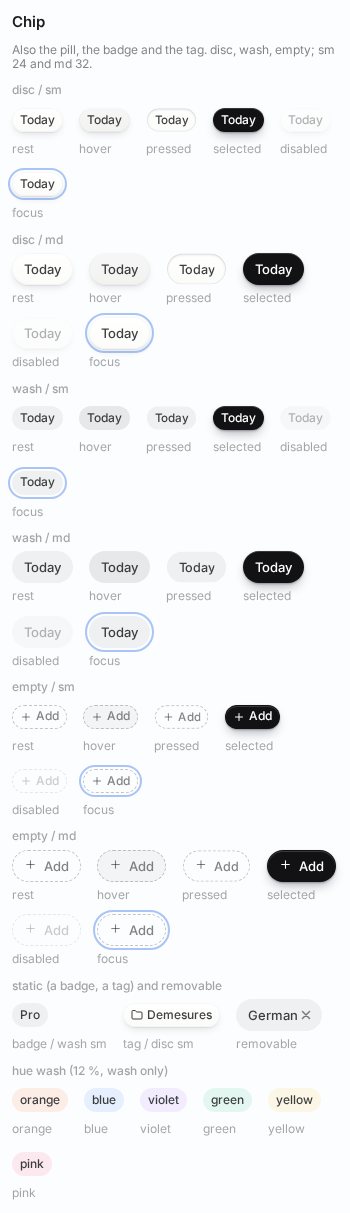 Chip
Also the pill, the badge and the tag. disc, wash, empty; sm
24 and md 32.
disc / sm
Today Today Today Today Today
rest hover pressed selected disabled
Today
focus
disc / md
Today Today Today Today
rest hover pressed selected
Today Today
disabled focus
wash / sm
Today Today Today Today Today
rest hover pressed selected disabled
Today
focus
wash / md
Today Today Today Today
rest hover pressed selected
Today Today
disabled focus
empty / sm
+ Add + Add + Add + Add
rest hover pressed selected
+ Add + Add
disabled focus
empty / md
+ Add + Add + Add + Add
rest hover pressed selected
+ Add + Add
disabled focus
static (a badge, a tag) and removable
Pro Demesures German ×
badge / wash sm tag / disc sm removable
hue wash (12 %, wash only)
orange blue violet green yellow
orange blue violet green yellow
pink
pink